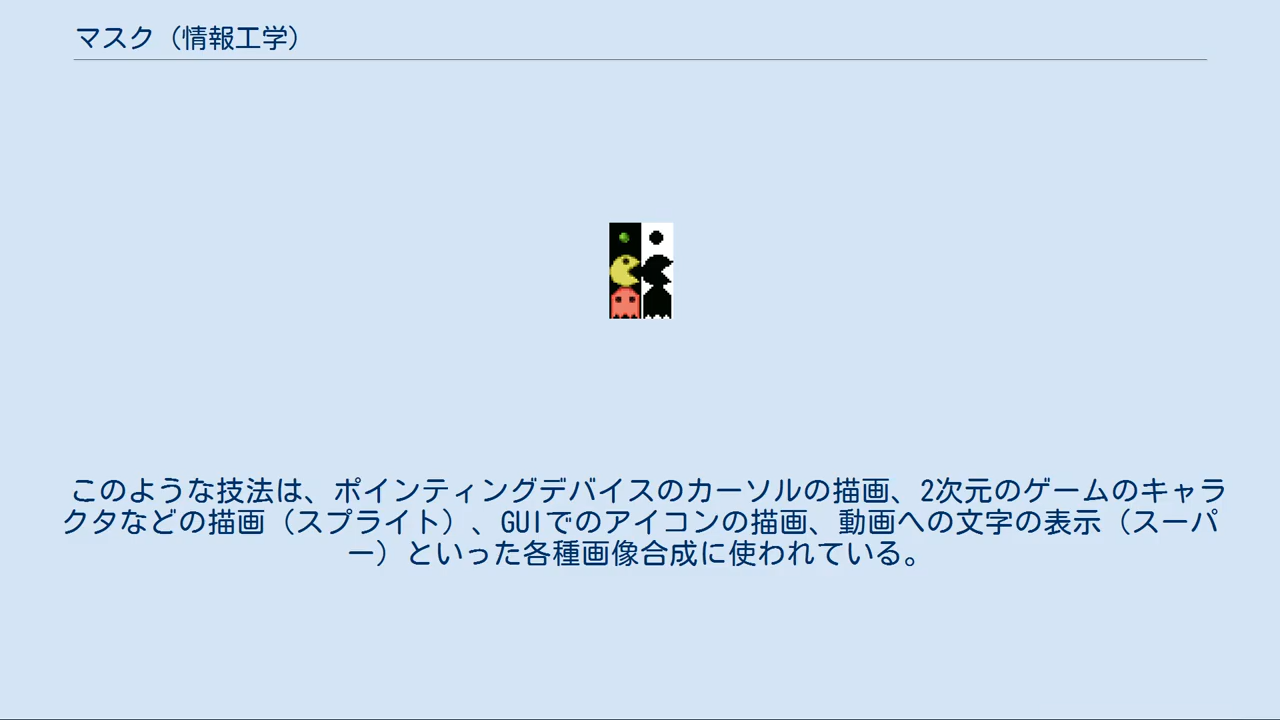 マスク（情報工学）
このような技法は、ポインティングデバイスのカーソルの描画、2次元のゲームのキャラ
クタなどの描画（スプライト）、GUIでのアイコンの描画、動画への文字の表示（スーパ
ー）といった各種画像合成に使われている。